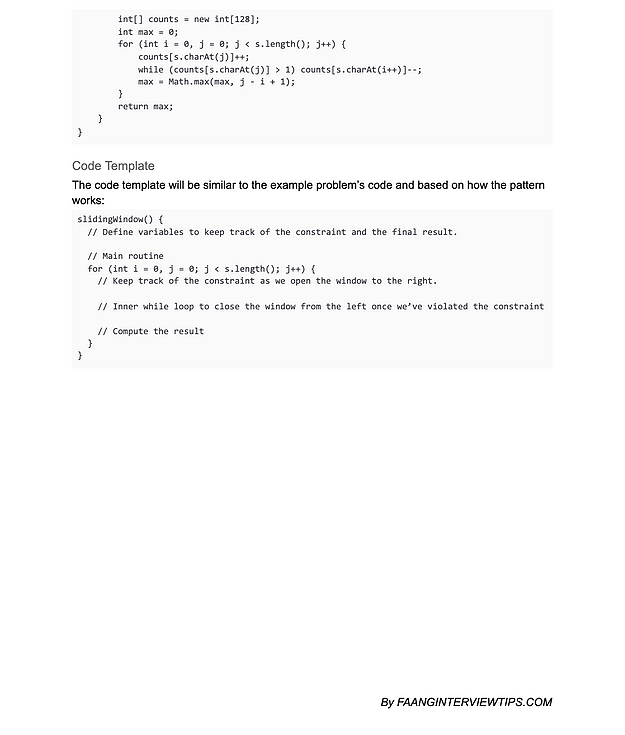 int[] counts = new int[128];
int max = 0;
for (int i = 0, j = 0; j < s.length(); j++) {
counts[s.charAt(j)]++;
while (counts[s.charAt(j)] > 1) counts[s.charAt(i++)]--;
max = Math.max(max, j - i + 1);
}
return max;
}
}
Code Template
The code template will be similar to the example problem's code and based on how the pattern
works:
slidingWindow() {
// Define variables to keep track of the constraint and the final result.
// Main routine
for (int i = 0, j = 0; j < s.length(); j++) {
// Keep track of the constraint as we open the window to the right.
// Inner while loop to close the window from the left once we've violated the constraint
// Compute the result
}
}
By FAANGINTERVIEWTIPS.COM